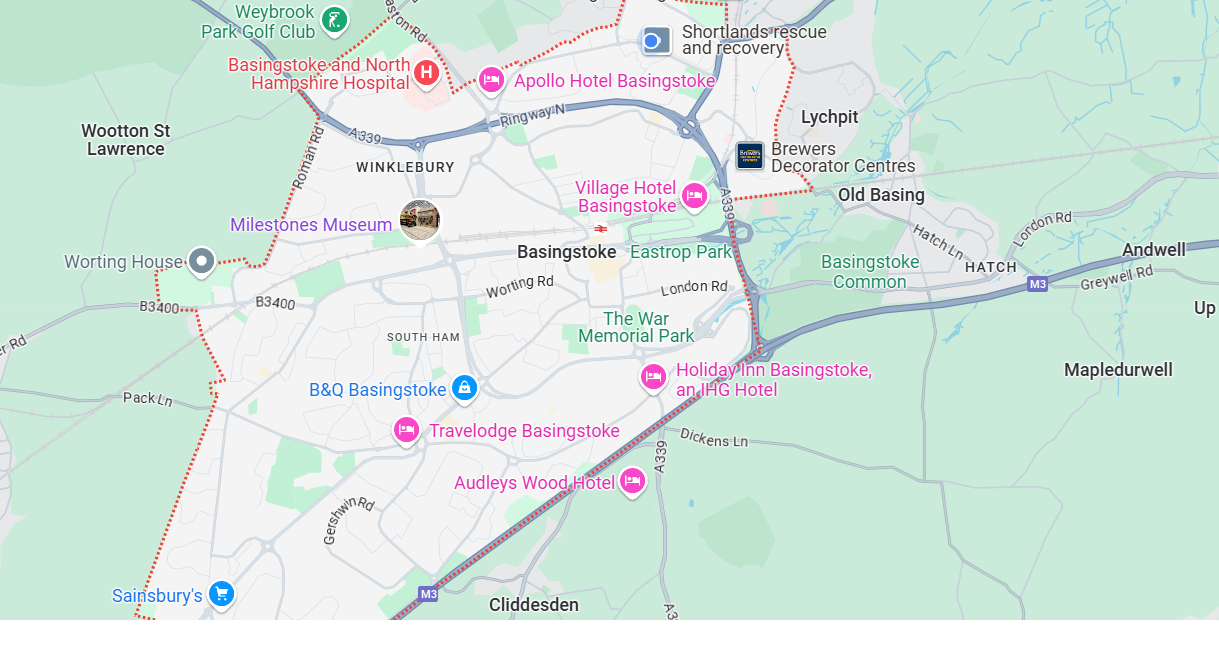 Weybrook
Park Golf Club
aston Rd
Shortlands rescue
and recovery
Basingstoke and North
Hampshire Hospital
H
Apollo Hotel Basingstoke
Ringway N
Lychpit
Wootton St
Lawrence
A339
Roman Rd
WINKLEBURY
Brewers
Decorator Centres
Village Hotel
Basingstoke
A339
Old Basing
Milestones Museum
London Rd
Hatch Ln
Basingstoke
Eastrop Park
Andwell
Worting House
Basingstoke
Common
HATCH
Greywell Rd
M3
Worting Rd
London Rd
B3400
B3400
Up
The War
Memorial Park
SOUTH HAM
er Rd
Holiday Inn Basingstoke,
an IHG Hotel
Mapledurwell
B&Q Basingstoke
Pack Ln
Travelodge Basingstoke
Dickens Ln
A339
Audleys Wood Hotel
Gershwin Rd
Sainsbury's
M3
Cliddesden
A3